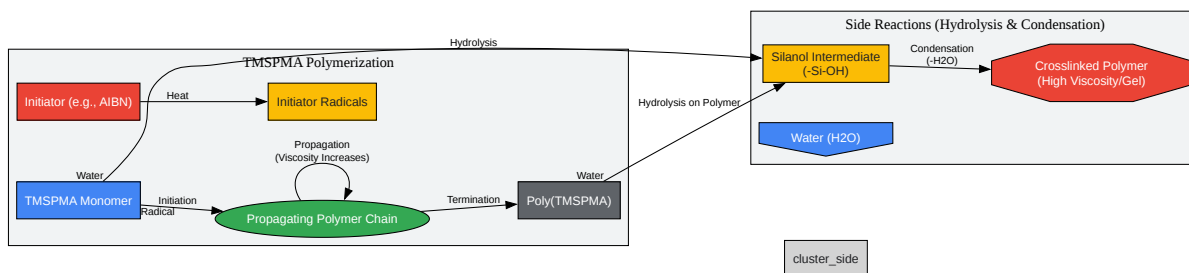 Side Reactions (Hydrolysis & Condensation)
Hydrolysis
TMSPMA Polymerization
Silanol Intermediate
(-Si-OH)
Condensation
(-H2O)
Crosslinked Polymer
(High Viscosity/Gel)
Initiator (e.g., AIBN)
Heat
Initiator Radicals
Hydrolysis on Polymer
Water (H2O)
Propagation
(Viscosity Increases)
Water
TMSPMA Monomer
Initiation
Radical
Propagating Polymer Chain
Termination
Water
Poly(TMSPMA)
cluster_side